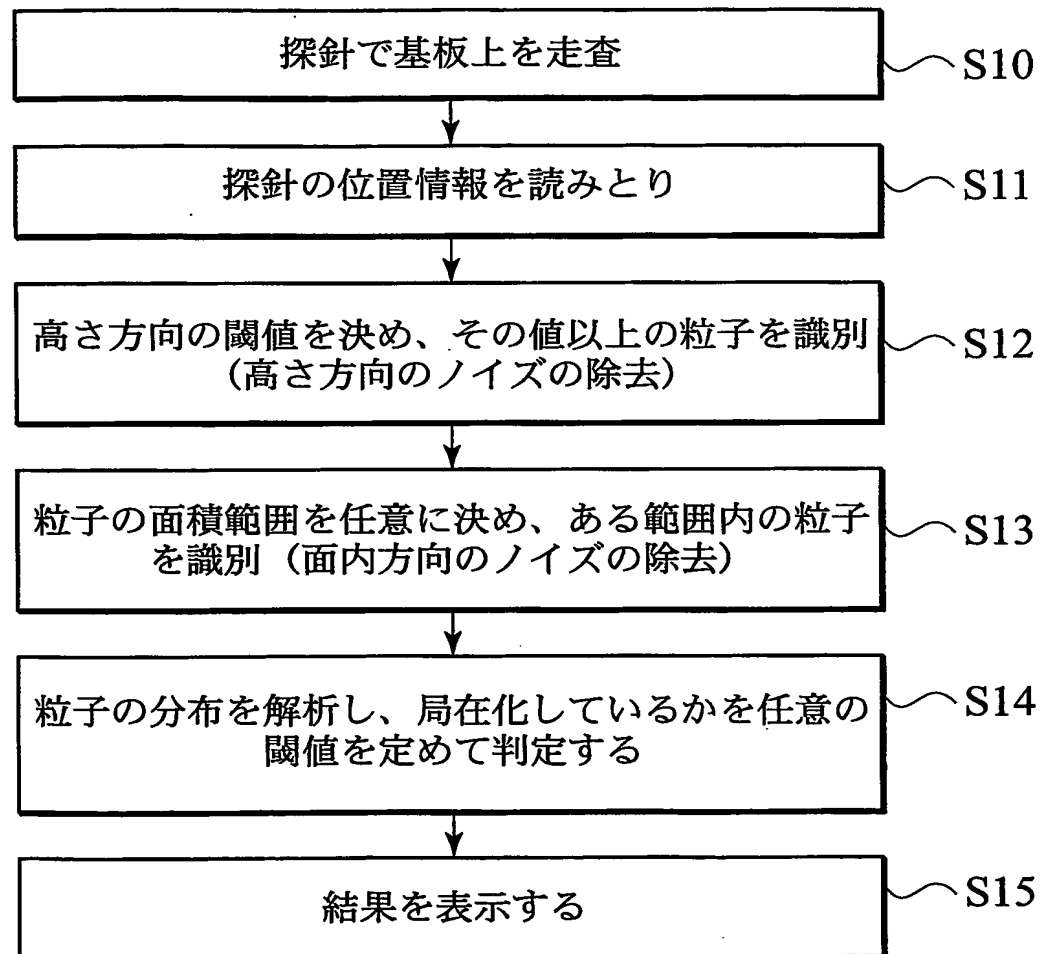 探針で基板上を走査
S10
探針の位置情報を読みとり
S11
高さ方向の閾値を決め、その値以上の粒子を識別
(高さ方向のノイズの除去)
S12
粒子の面積範囲を任意に決め、ある範囲内の粒子
を識別(面内方向のノイズの除去)
S13
粒子の分布を解析し、局在化しているかを任意の
閾値を定めて判定する
S14
結果を表示する
S15